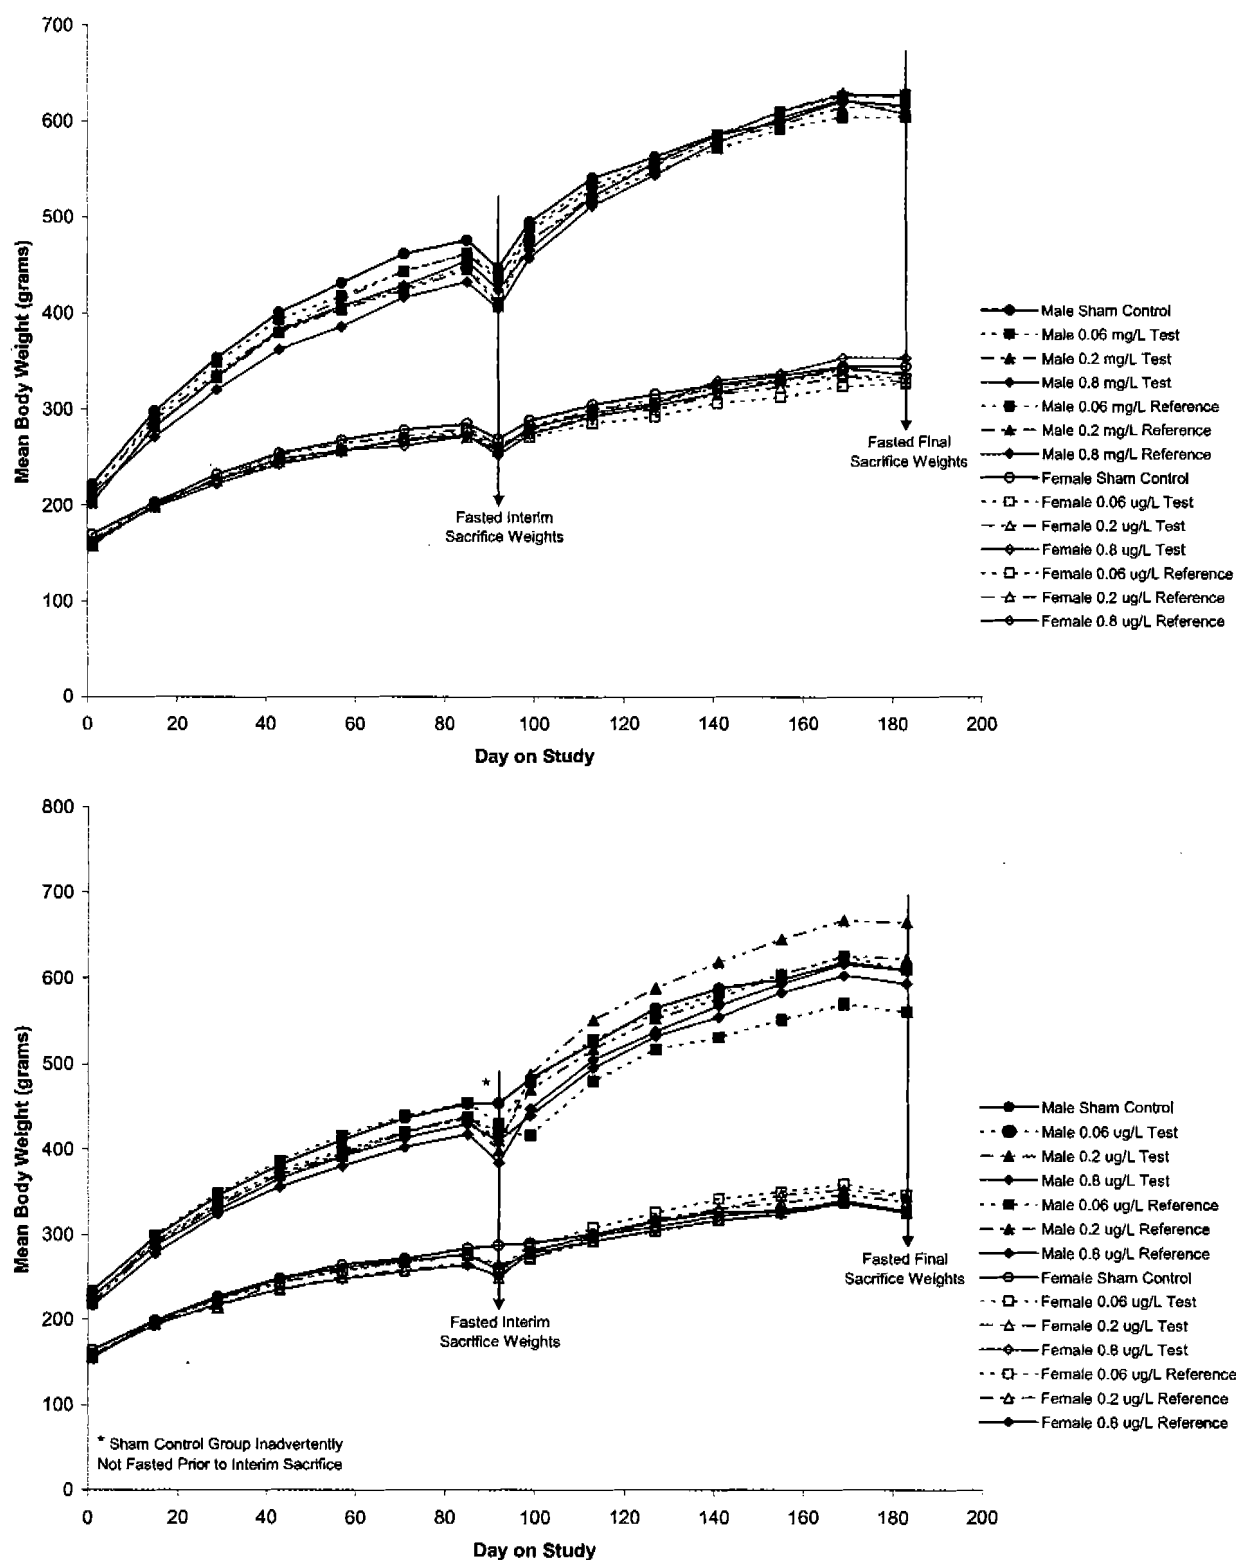 700
600
500
400
300
200
100
0
Mean Body Weight (grams)
Fasted Interim
Sacrifice Weights
Fasted Final
Sacrifice Weights
0 20 40 60 80 100 120 140 160 180 200
Day on Study
Male Sham Control
Male 0.06 mg/L Test
Male 0.2 mg/L Test
Male 0.8 mg/L Test
Male 0.06 mg/L Reference
Male 0.2 mg/L Reference
Male 0.8 mg/L Reference
Female Sham Control
Female 0.06 ug/L Test
Female 0.2 ug/L Test
Female 0.8 ug/L Test
Female 0.06 ug/L Reference
Female 0.2 ug/L Reference
Female 0.8 ug/L Reference
800
700
600
500
400
300
200
100
0
Mean Body Weight (grams)
*
Fasted Interim
Sacrifice Weights
Fasted Final
Sacrifice Weights
* Sham Control Group Inadvertently
Not Fasted Prior to Interim Sacrifice
0 20 40 60 80 100 120 140 160 180 200
Day on Study
Male Sham Control
Male 0.06 ug/L Test
Male 0.2 ug/L Test
Male 0.8 ug/L Test
Male 0.06 ug/L Reference
Male 0.2 ug/L Reference
Male 0.8 ug/L Reference
Female Sham Control
Female 0.06 ug/L Test
Female 0.2 ug/L Test
Female 0.8 ug/L Test
Female 0.06 ug/L Reference
Female 0.2 ug/L Reference
Female 0.8 ug/L Reference